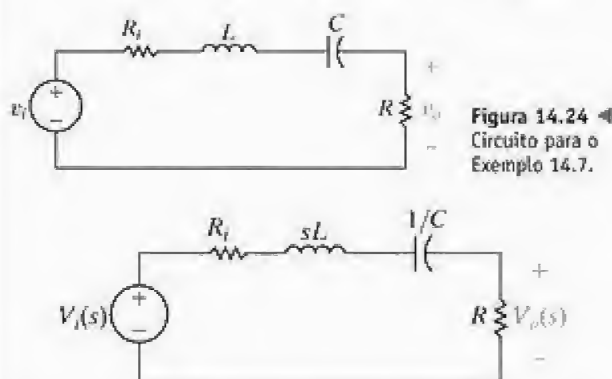 R_i L C
v_i + − R + v_o −
Figura 14.24 ◄
Circuito para o
Exemplo 14.7.
R_i sL 1/C
V_i(s) + − R + V_o(s) −